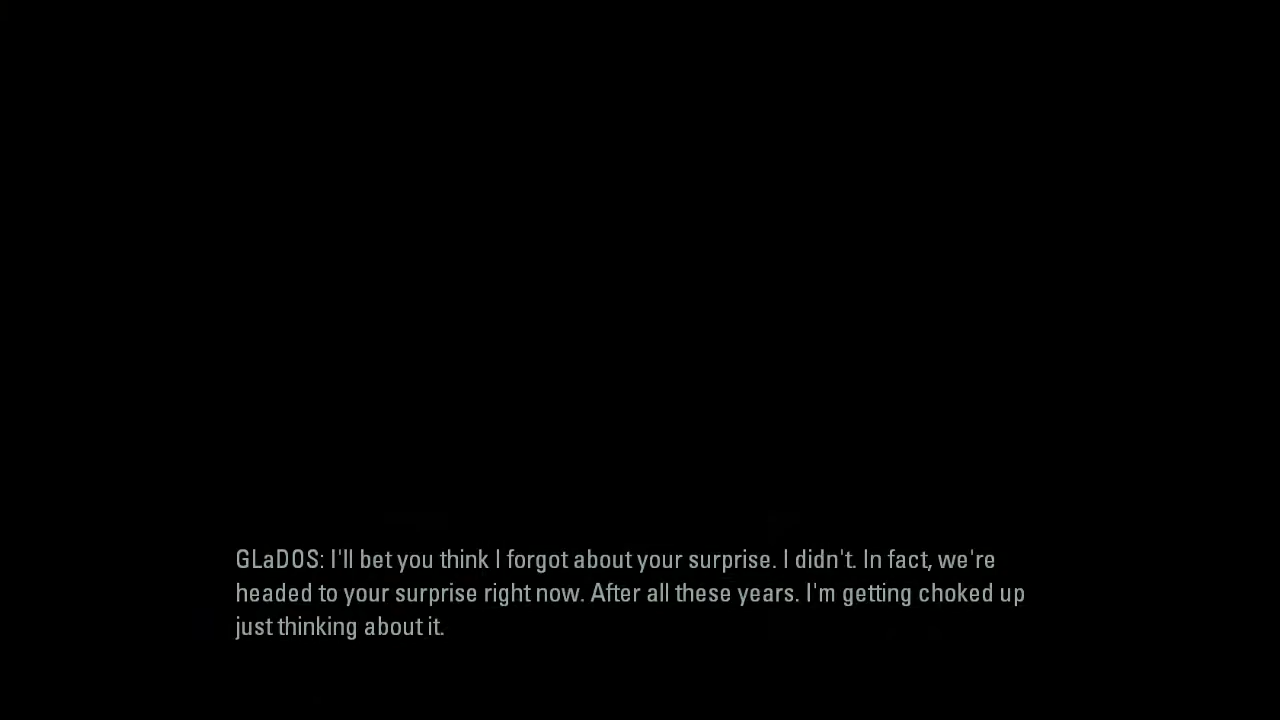 GLaDOS: I'll bet you think I forgot about your surprise. I didn't. In fact, we're
headed to your surprise right now. After all these years. I'm getting choked up
just thinking about it.